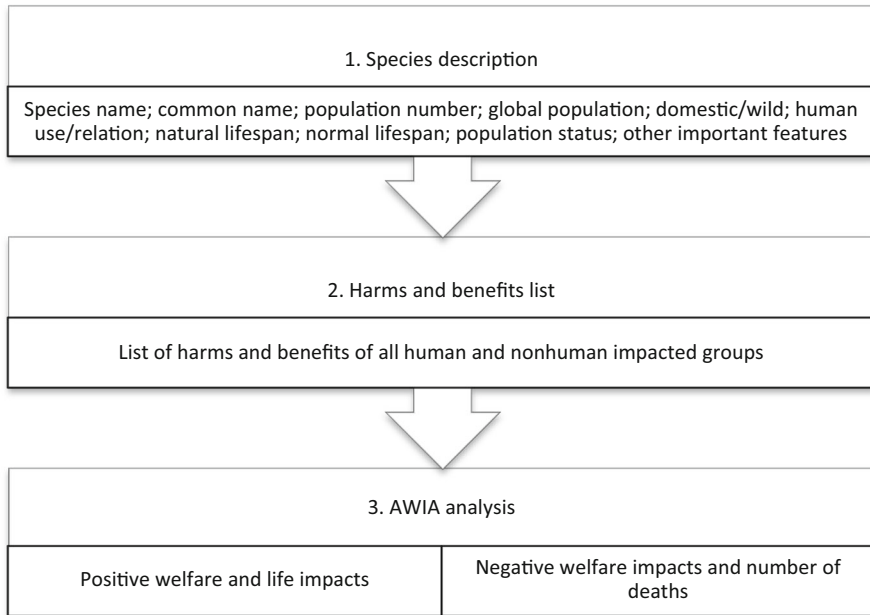 1. Species description
Species name; common name; population number; global population; domestic/wild; human
use/relation; natural lifespan; normal lifespan; population status; other important features
2. Harms and benefits list
List of harms and benefits of all human and nonhuman impacted groups
3. AWIA analysis
Positive welfare and life impacts
Negative welfare impacts and number of
deaths